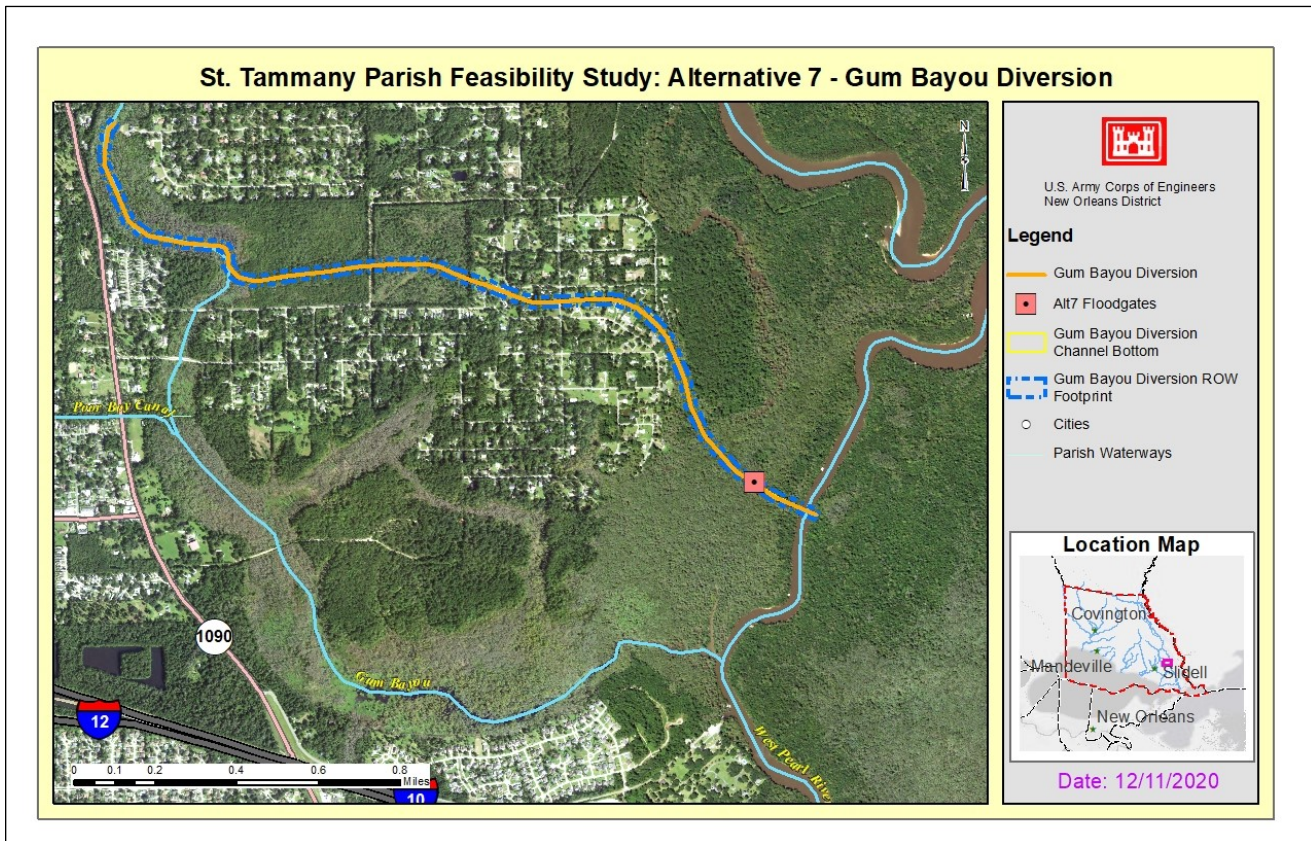 St. Tammany Parish Feasibility Study: Alternative 7 - Gum Bayou Diversion
N
Poor Boy Canal
1090
Gum Bayou
West Pearl River
12
10
0 0.1 0.2 0.4 0.6 0.8
Miles
U.S. Army Corps of Engineers
New Orleans District
Legend
Gum Bayou Diversion
Alt7 Floodgates
Gum Bayou Diversion
Channel Bottom
Gum Bayou Diversion ROW
Footprint
Cities
Parish Waterways
Location Map
Covington
Mandeville
Slidell
New Orleans
Date: 12/11/2020